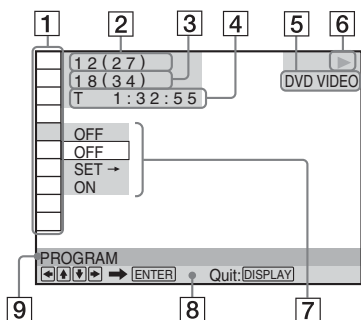 1 2 3 4 5 6
12(27)
18(34)
T 1:32:55
DVD VIDEO
OFF
OFF
SET →
ON
PROGRAM
ENTER Quit: DISPLAY
9 8 7